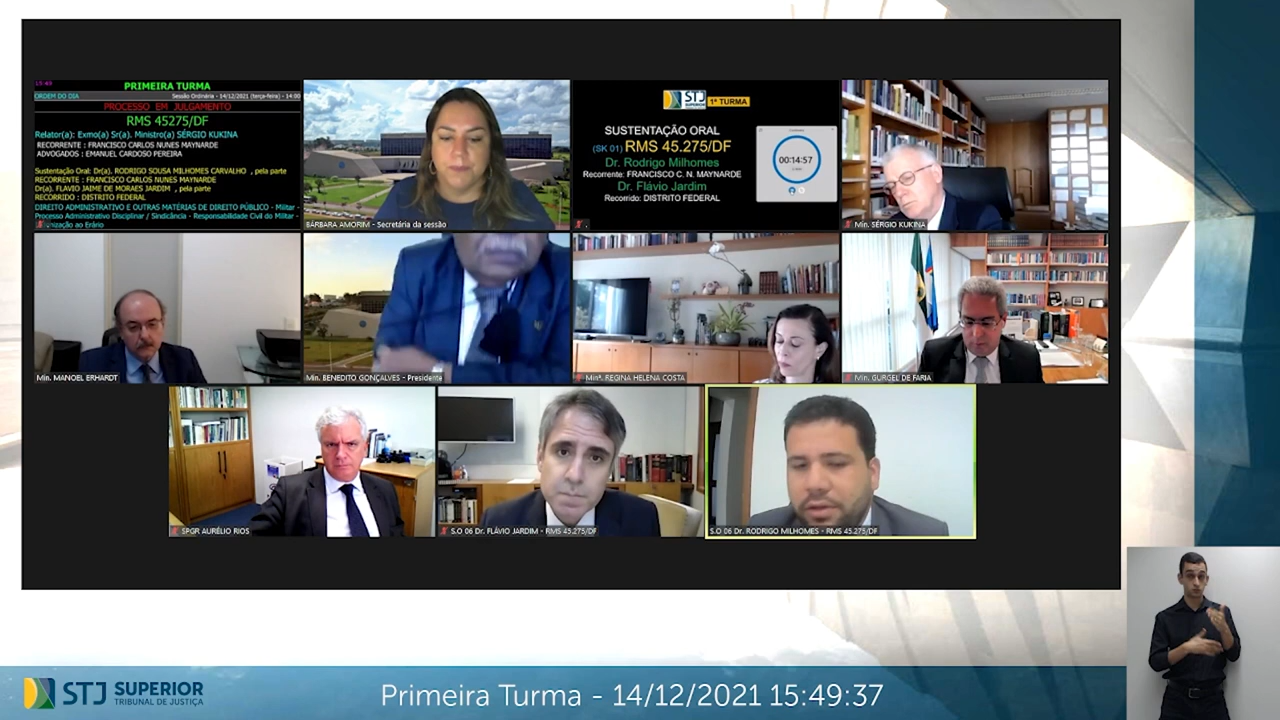 15:49
PRIMEIRA TURMA
ORDEM DO DIA Sessão Ordinária - 14/12/2021 (terça-feira) - 14:00
PROCESSO EM JULGAMENTO
RMS 45275/DF
Relator(a): Exmo(a) Sr(a). Ministro(a) SÉRGIO KUKINA
RECORRENTE : FRANCISCO CARLOS NUNES MAYNARDE
ADVOGADOS : EMANUEL CARDOSO PEREIRA
Sustentação Oral: Dr(a). RODRIGO SOUSA MILHOMES CARVALHO , pela parte
RECORRENTE : FRANCISCO CARLOS NUNES MAYNARDE
Dr(a). FLAVIO JAIME DE MORAES JARDIM , pela parte
RECORRIDO : DISTRITO FEDERAL
DIREITO ADMINISTRATIVO E OUTRAS MATÉRIAS DE DIREITO PÚBLICO - Militar -
Processo Administrativo Disciplinar / Sindicância - Responsabilidade Civil do Militar -
nização ao Erário
BÁRBARA AMORIM - Secretária da sessão
STJ SUPERIOR 1ª TURMA
SUSTENTAÇÃO ORAL
(SK 01) RMS 45.275/DF
Dr. Rodrigo Milhomes
Recorrente: FRANCISCO C. N. MAYNARDE
Dr. Flávio Jardim
Recorrido: DISTRITO FEDERAL
00:14:57
Min. SÉRGIO KUKINA
Min. MANOEL ERHARDT
Min. BENEDITO GONÇALVES - Presidente
Minª. REGINA HELENA COSTA
Min. GURGEL DE FARIA
SPGR AURÉLIO RIOS
S.O 06 Dr. FLÁVIO JARDIM - RMS 45.275/DF
S.O 06 Dr. RODRIGO MILHOMES - RMS 45.275/DF
STJ SUPERIOR
TRIBUNAL DE JUSTIÇA
Primeira Turma - 14/12/2021 15:49:37